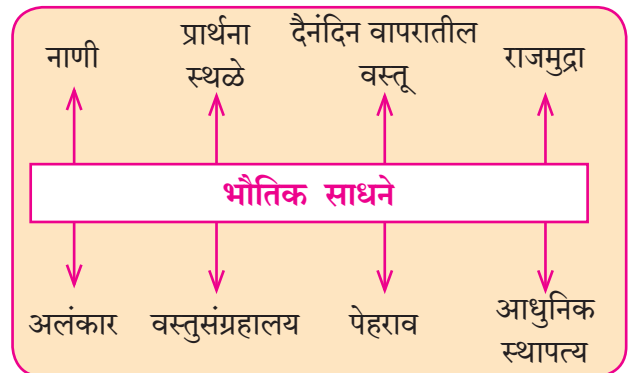 नाणी
प्रार्थना
स्थळे
दैनंदिन वापरातील
वस्तू
राजमुद्रा
भौतिक साधने
अलंकार
वस्तुसंग्रहालय
पेहराव
आधुनिक
स्थापत्य